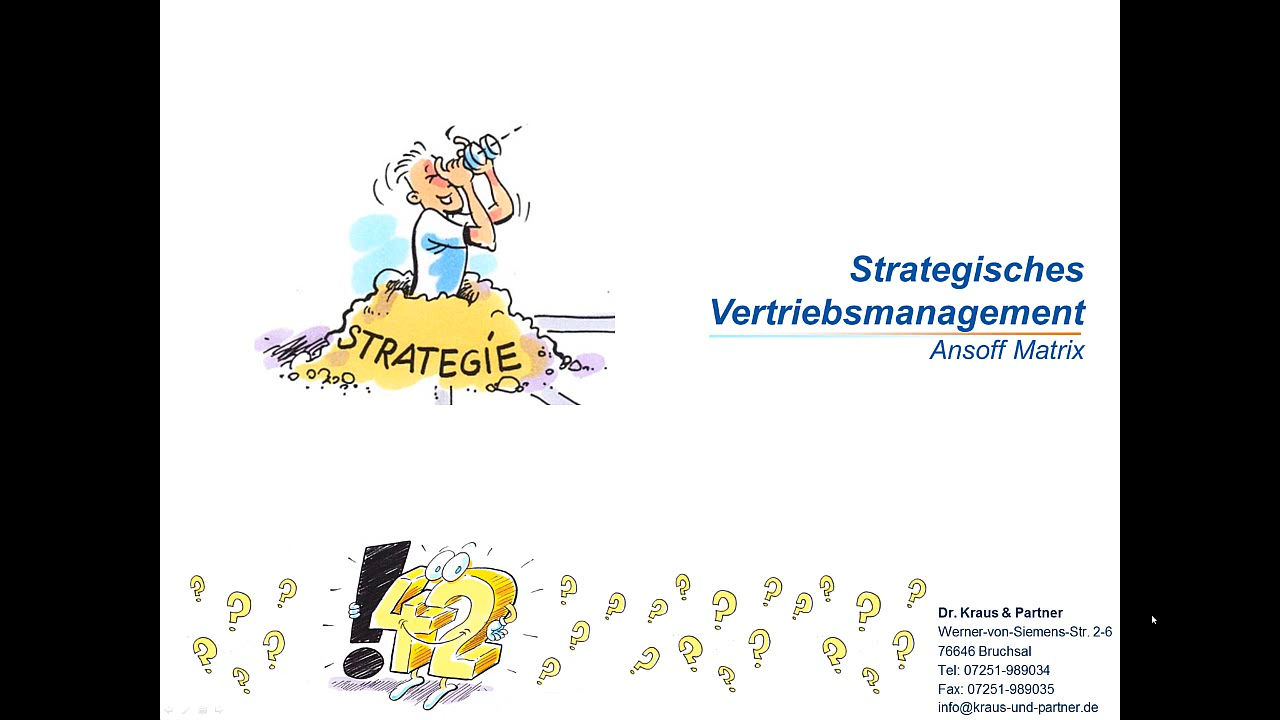 STRATEGIE
Strategisches
Vertriebsmanagement
Ansoff Matrix
42
Dr. Kraus & Partner
Werner-von-Siemens-Str. 2-6
76646 Bruchsal
Tel: 07251-989034
Fax: 07251-989035
info@kraus-und-partner.de